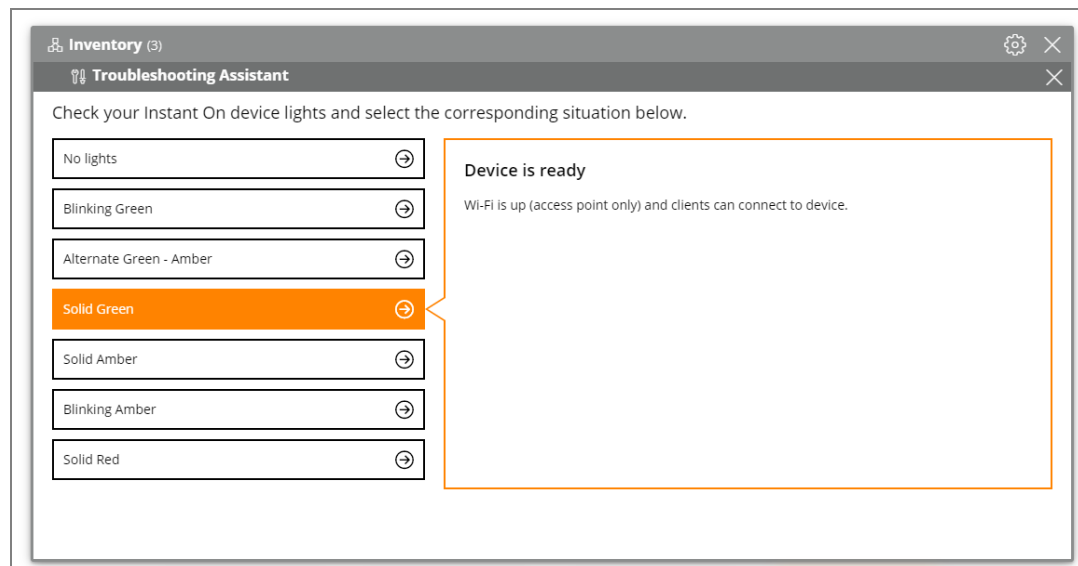 Inventory (3)
Troubleshooting Assistant
Check your Instant On device lights and select the corresponding situation below.
No lights
Blinking Green
Alternate Green - Amber
Solid Green
Solid Amber
Blinking Amber
Solid Red
Device is ready
Wi-Fi is up (access point only) and clients can connect to device.